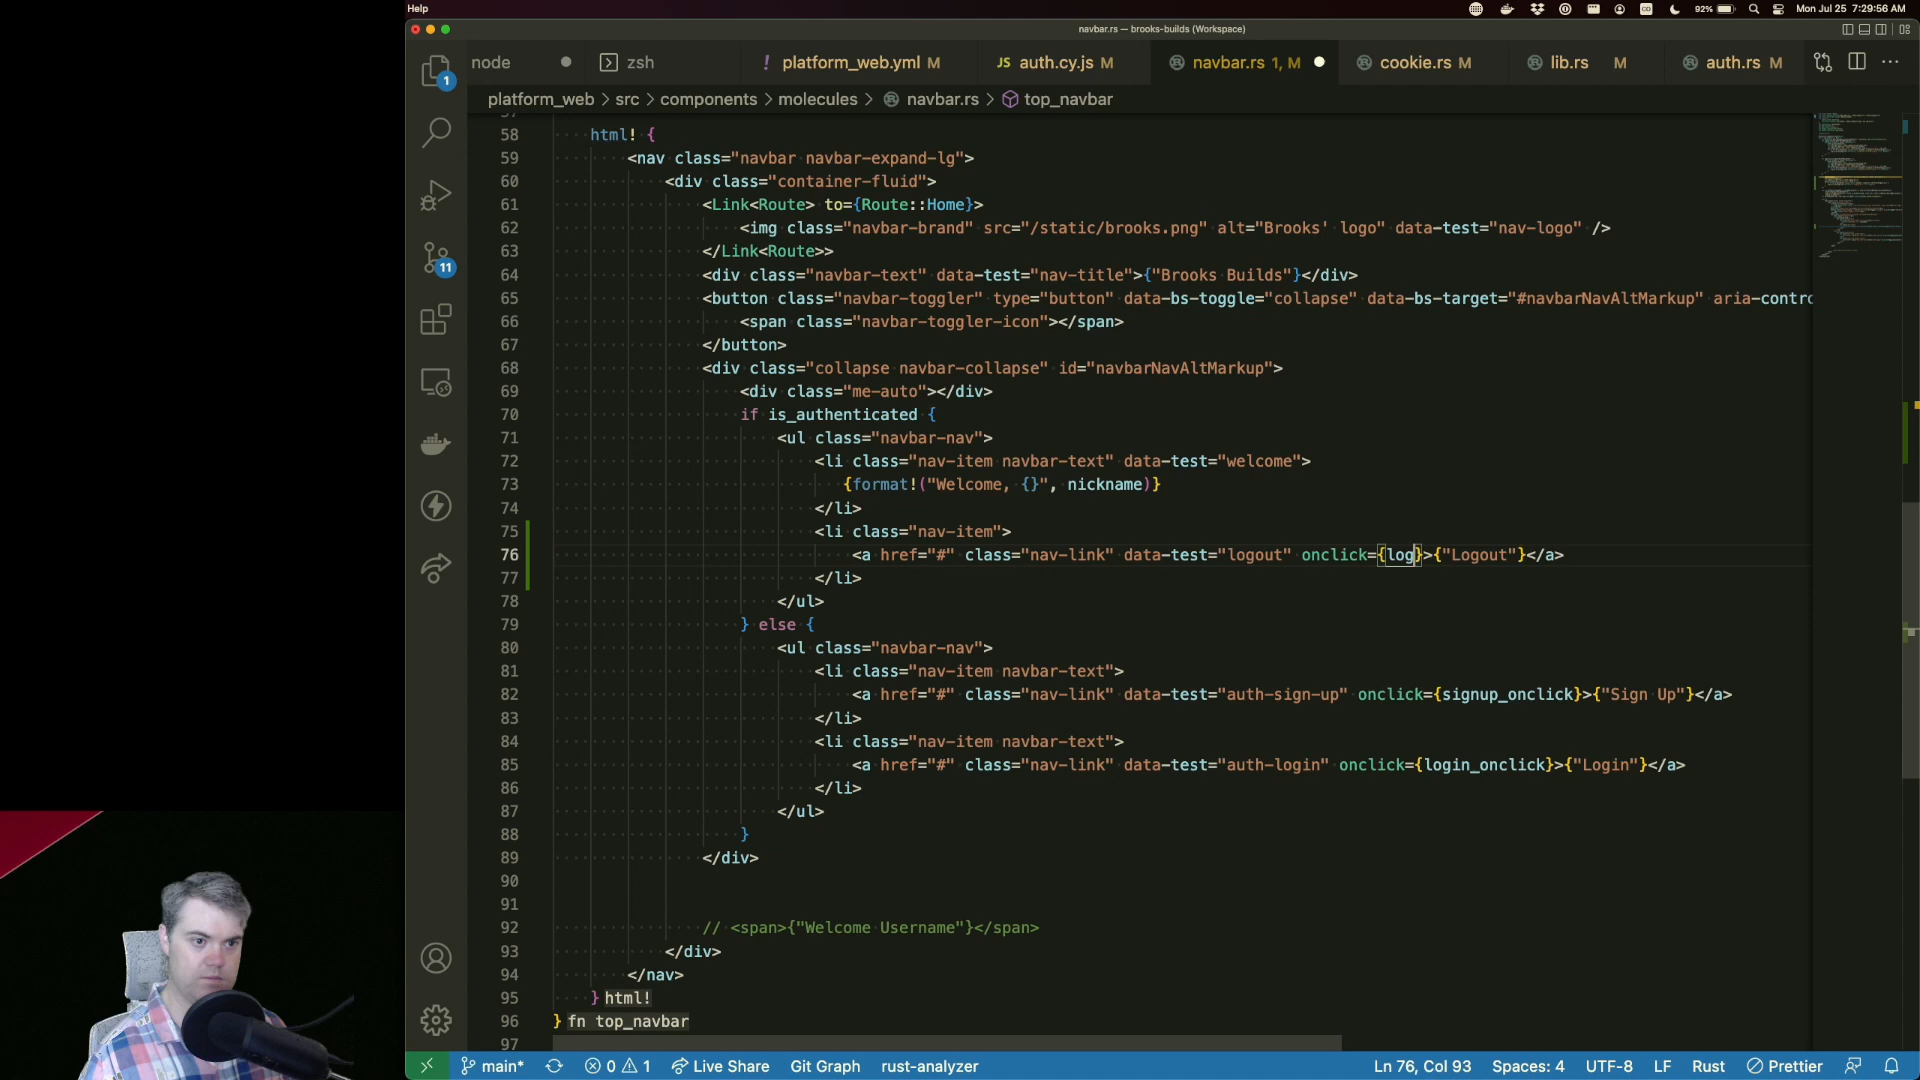 Help
92%
Mon Jul 25 7:29:56 AM
navbar.rs — brooks-builds (Workspace)
node
zsh
! platform_web.yml M
JS auth.cy.js M
navbar.rs 1, M
cookie.rs M
lib.rs M
auth.rs M
platform_web > src > components > molecules > navbar.rs > top_navbar
1
11
58 html! {
59 <nav class="navbar navbar-expand-lg">
60 <div class="container-fluid">
61 <Link<Route> to={Route::Home}>
62 <img class="navbar-brand" src="/static/brooks.png" alt="Brooks' logo" data-test="nav-logo" />
63 </Link<Route>>
64 <div class="navbar-text" data-test="nav-title">{"Brooks Builds"}</div>
65 <button class="navbar-toggler" type="button" data-bs-toggle="collapse" data-bs-target="#navbarNavAltMarkup" aria-contro
66 <span class="navbar-toggler-icon"></span>
67 </button>
68 <div class="collapse navbar-collapse" id="navbarNavAltMarkup">
69 <div class="me-auto"></div>
70 if is_authenticated {
71 <ul class="navbar-nav">
72 <li class="nav-item navbar-text" data-test="welcome">
73 {format!("Welcome, {}", nickname)}
74 </li>
75 <li class="nav-item">
76 <a href="#" class="nav-link" data-test="logout" onclick={log}>{"Logout"}</a>
77 </li>
78 </ul>
79 } else {
80 <ul class="navbar-nav">
81 <li class="nav-item navbar-text">
82 <a href="#" class="nav-link" data-test="auth-sign-up" onclick={signup_onclick}>{"Sign Up"}</a>
83 </li>
84 <li class="nav-item navbar-text">
85 <a href="#" class="nav-link" data-test="auth-login" onclick={login_onclick}>{"Login"}</a>
86 </li>
87 </ul>
88 }
89 </div>
90
91
92 // <span>{"Welcome Username"}</span>
93 </div>
94 </nav>
95 } html!
96 } fn top_navbar
97
main*
0
1
Live Share
Git Graph
rust-analyzer
Ln 76, Col 93
Spaces: 4
UTF-8
LF
Rust
Prettier